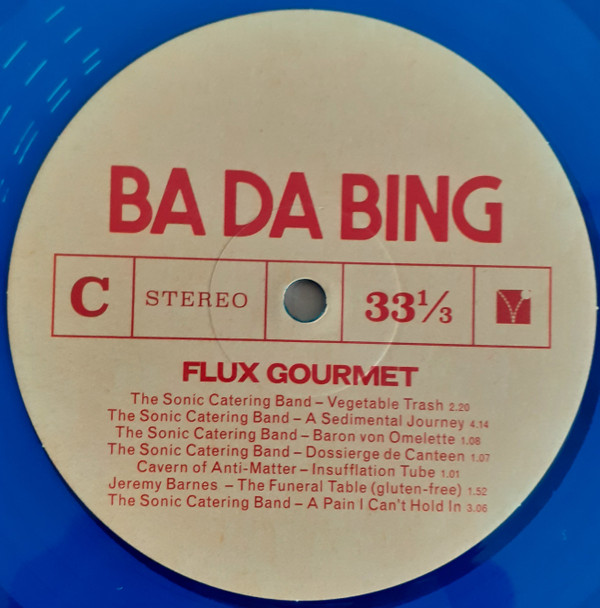 BA DA BING
C STEREO 33⅓
FLUX GOURMET
The Sonic Catering Band – Vegetable Trash 2.20
The Sonic Catering Band – A Sedimental Journey 4.14
The Sonic Catering Band – Baron von Omelette 1.08
The Sonic Catering Band – Dossierge de Canteen 1.07
Cavern of Anti-Matter – Insufflation Tube 1.01
Jeremy Barnes – The Funeral Table (gluten-free) 1.52
The Sonic Catering Band – A Pain I Can't Hold In 3.06